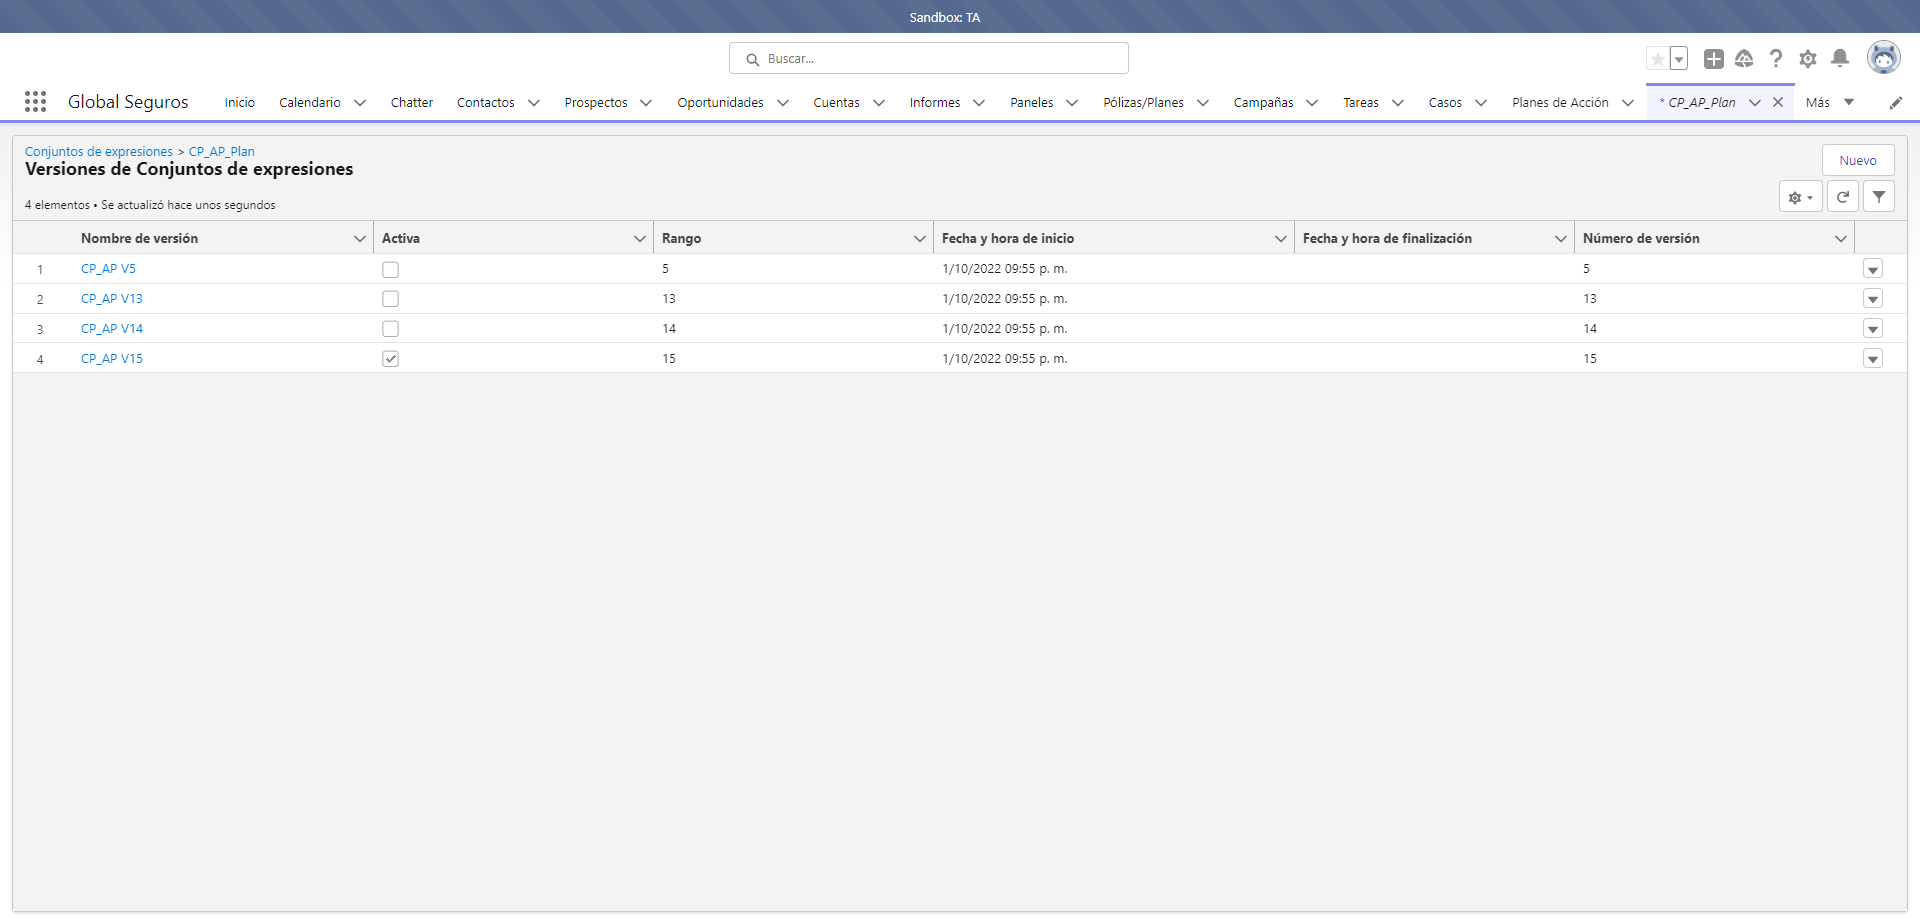 Sandbox: TA
Buscar...
Global Seguros Inicio Calendario Chatter Contactos Prospectos Oportunidades Cuentas Informes Paneles Pólizas/Planes Campañas Tareas Casos Planes de Acción * CP_AP_Plan Más
Conjuntos de expresiones > CP_AP_Plan
Versiones de Conjuntos de expresiones
Nuevo
4 elementos • Se actualizó hace unos segundos
Nombre de versión Activa Rango Fecha y hora de inicio Fecha y hora de finalización Número de versión
1 CP_AP V5 5 1/10/2022 09:55 p. m. 5
2 CP_AP V13 13 1/10/2022 09:55 p. m. 13
3 CP_AP V14 14 1/10/2022 09:55 p. m. 14
4 CP_AP V15 15 1/10/2022 09:55 p. m. 15